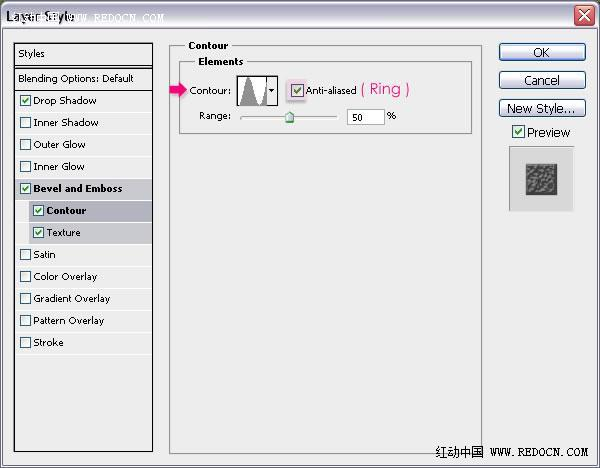 Layer Style
WWW.REDOCN.COM
Styles
Blending Options: Default
Drop Shadow
Inner Shadow
Outer Glow
Inner Glow
Bevel and Emboss
Contour
Texture
Satin
Color Overlay
Gradient Overlay
Pattern Overlay
Stroke
Contour
Elements
Contour:
Anti-aliased ( Ring )
Range: 50 %
OK
Cancel
New Style...
Preview
红动中国 WWW.REDOCN.COM